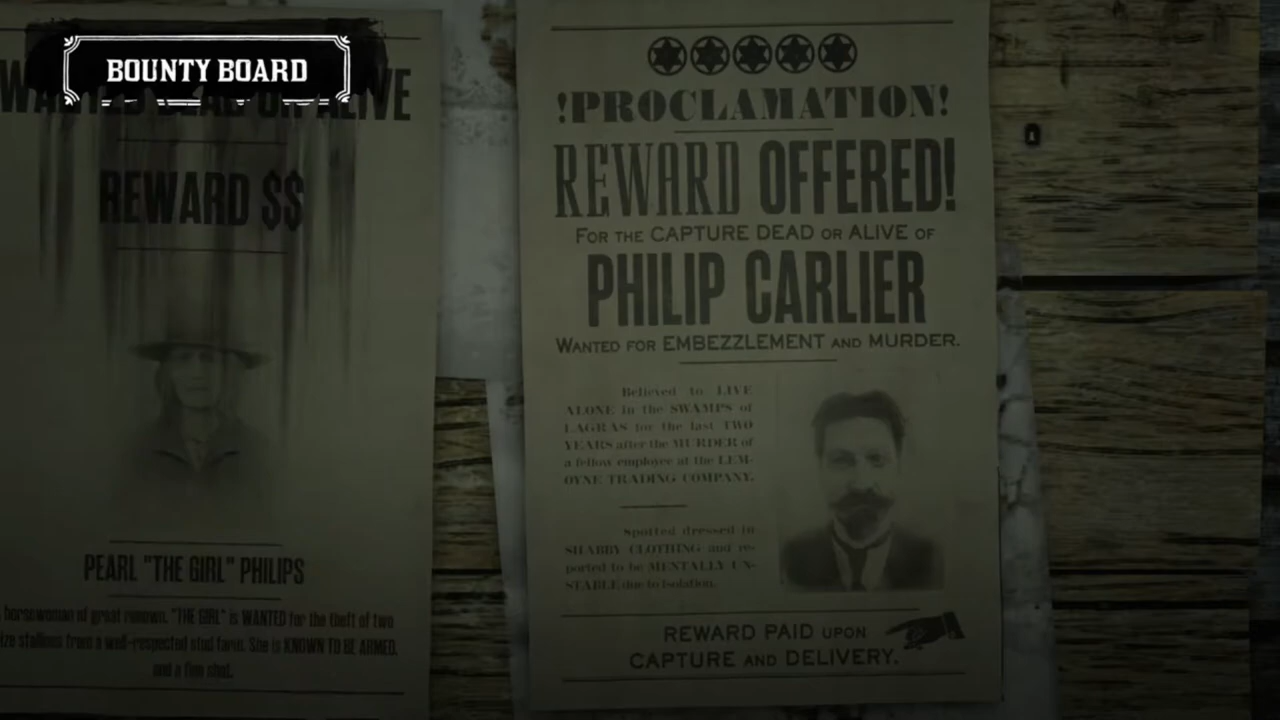 BOUNTY BOARD
WANTED DEAD OR ALIVE
REWARD $$
PEARL "THE GIRL" PHILIPS
horsewoman of great renown. "THE GIRL" is WANTED for the theft of two
ize stallions from a well-respected stud farm. She is KNOWN TO BE ARMED,
and a fine shot.
!PROCLAMATION!
REWARD OFFERED!
FOR THE CAPTURE DEAD OR ALIVE OF
PHILIP CARLIER
WANTED FOR EMBEZZLEMENT AND MURDER.
Believed to LIVE
ALONE in the SWAMPS of
LAGRAS for the last TWO
YEARS after the MURDER of
a fellow employee at the LEM-
OYNE TRADING COMPANY.
Spotted dressed in
SHABBY CLOTHING and re-
ported to be MENTALLY UN-
STABLE due to Isolation.
REWARD PAID UPON
CAPTURE AND DELIVERY.